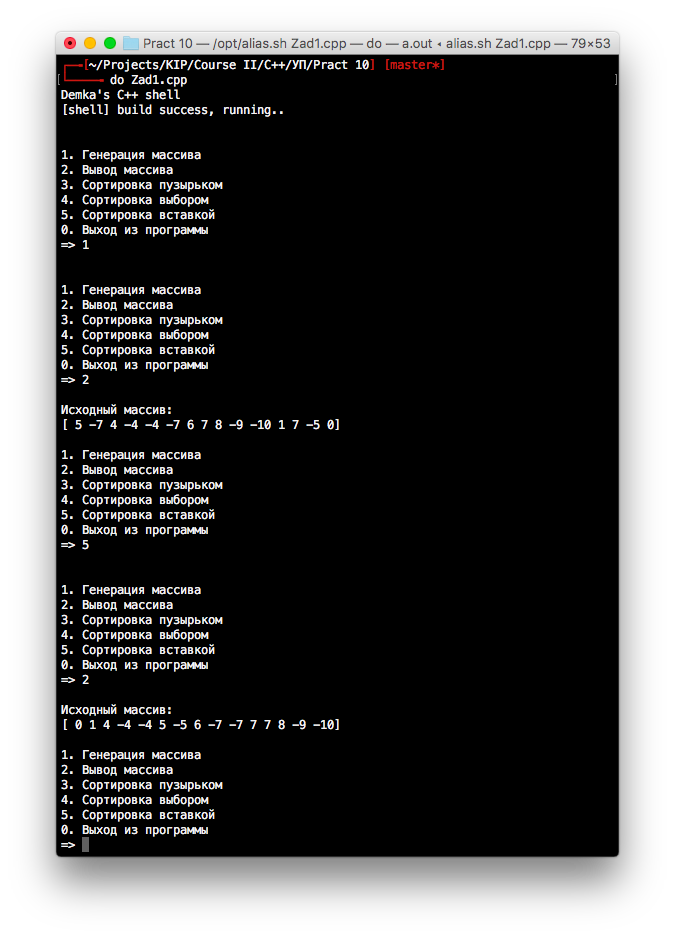 Pract 10 — /opt/alias.sh Zad1.cpp — do — a.out ◂ alias.sh Zad1.cpp — 79×53
[~/Projects/KIP/Course II/C++/УП/Pract 10] [master*]
[ do Zad1.cpp ]
Demka's C++ shell
[shell] build success, running..
1. Генерация массива
2. Вывод массива
3. Сортировка пузырьком
4. Сортировка выбором
5. Сортировка вставкой
0. Выход из программы
=> 1
1. Генерация массива
2. Вывод массива
3. Сортировка пузырьком
4. Сортировка выбором
5. Сортировка вставкой
0. Выход из программы
=> 2
Исходный массив:
[ 5 -7 4 -4 -4 -7 6 7 8 -9 -10 1 7 -5 0]
1. Генерация массива
2. Вывод массива
3. Сортировка пузырьком
4. Сортировка выбором
5. Сортировка вставкой
0. Выход из программы
=> 5
1. Генерация массива
2. Вывод массива
3. Сортировка пузырьком
4. Сортировка выбором
5. Сортировка вставкой
0. Выход из программы
=> 2
Исходный массив:
[ 0 1 4 -4 -4 5 -5 6 -7 -7 7 7 8 -9 -10]
1. Генерация массива
2. Вывод массива
3. Сортировка пузырьком
4. Сортировка выбором
5. Сортировка вставкой
0. Выход из программы
=>